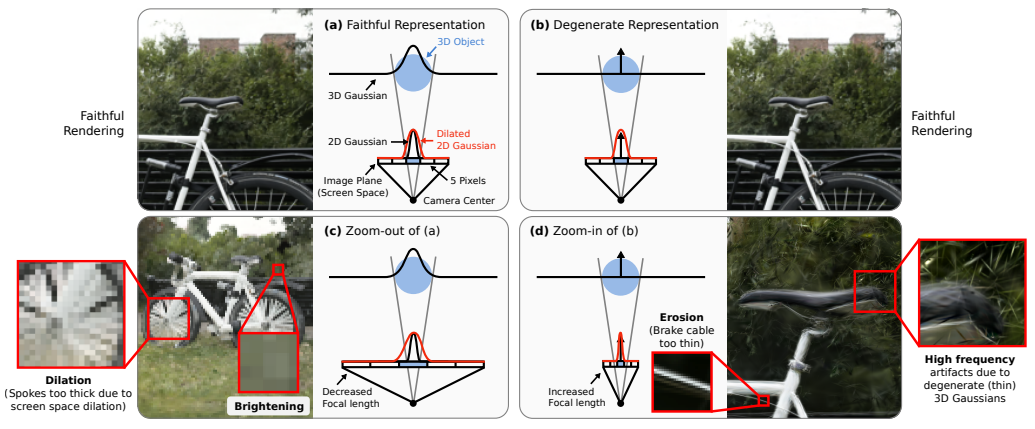 (a) Faithful Representation
3D Object
3D Gaussian
2D Gaussian
Dilated
2D Gaussian
Image Plane
(Screen Space)
5 Pixels
Camera Center
Faithful
Rendering
(b) Degenerate Representation
Faithful
Rendering
(c) Zoom-out of (a)
Decreased
Focal length
Dilation
(Spokes too thick due to
screen space dilation)
Brightening
(d) Zoom-in of (b)
Erosion
(Brake cable
too thin)
Increased
Focal length
High frequency
artifacts due to
degenerate (thin)
3D Gaussians